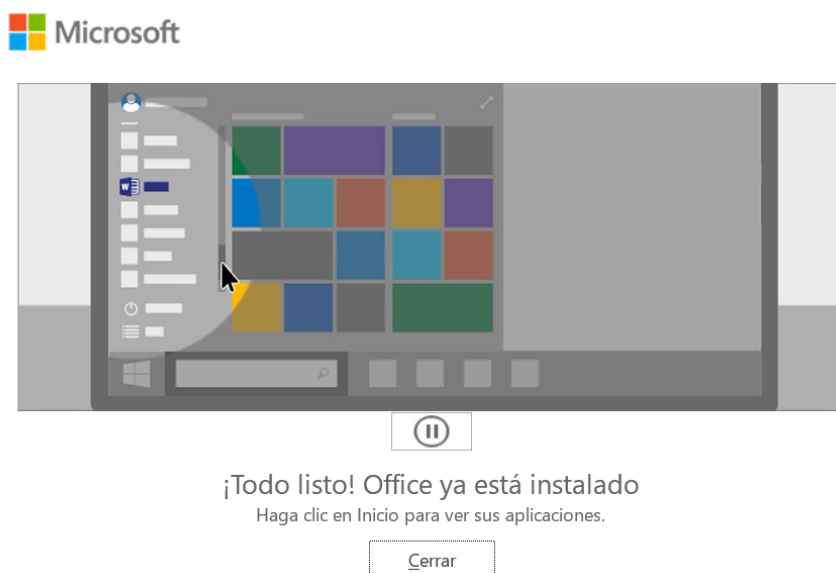 Microsoft
¡Todo listo! Office ya está instalado
Haga clic en Inicio para ver sus aplicaciones.
Cerrar